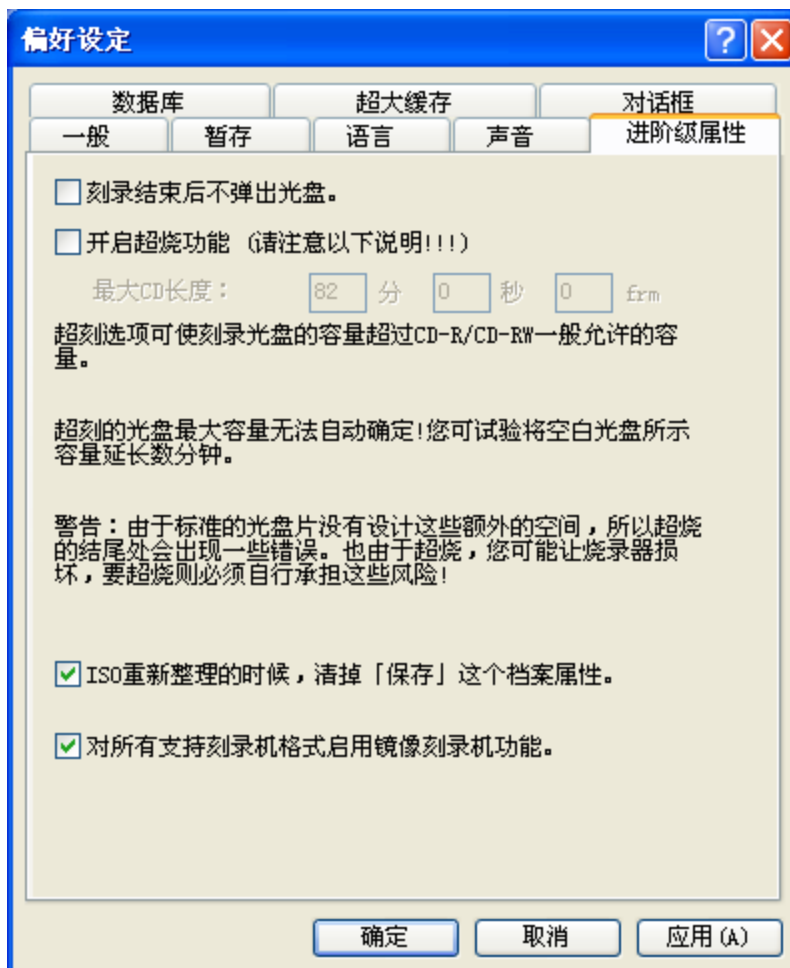 偏好设定
数据库 超大缓存 对话框
一般 暂存 语言 声音 进阶级属性
刻录结束后不弹出光盘。
开启超烧功能（请注意以下说明!!!）
最大CD长度： 82 分 0 秒 0 frm
超刻选项可使刻录光盘的容量超过CD-R/CD-RW一般允许的容
量。
超刻的光盘最大容量无法自动确定!您可试验将空白光盘所示
容量延长数分钟。
警告：由于标准的光盘片没有设计这些额外的空间，所以超烧
的结尾处会出现一些错误。也由于超烧，您可能让烧录器损
坏，要超烧则必须自行承担这些风险!
ISO重新整理的时候，清掉「保存」这个档案属性。
对所有支持刻录机格式启用镜像刻录机功能。
确定 取消 应用(A)